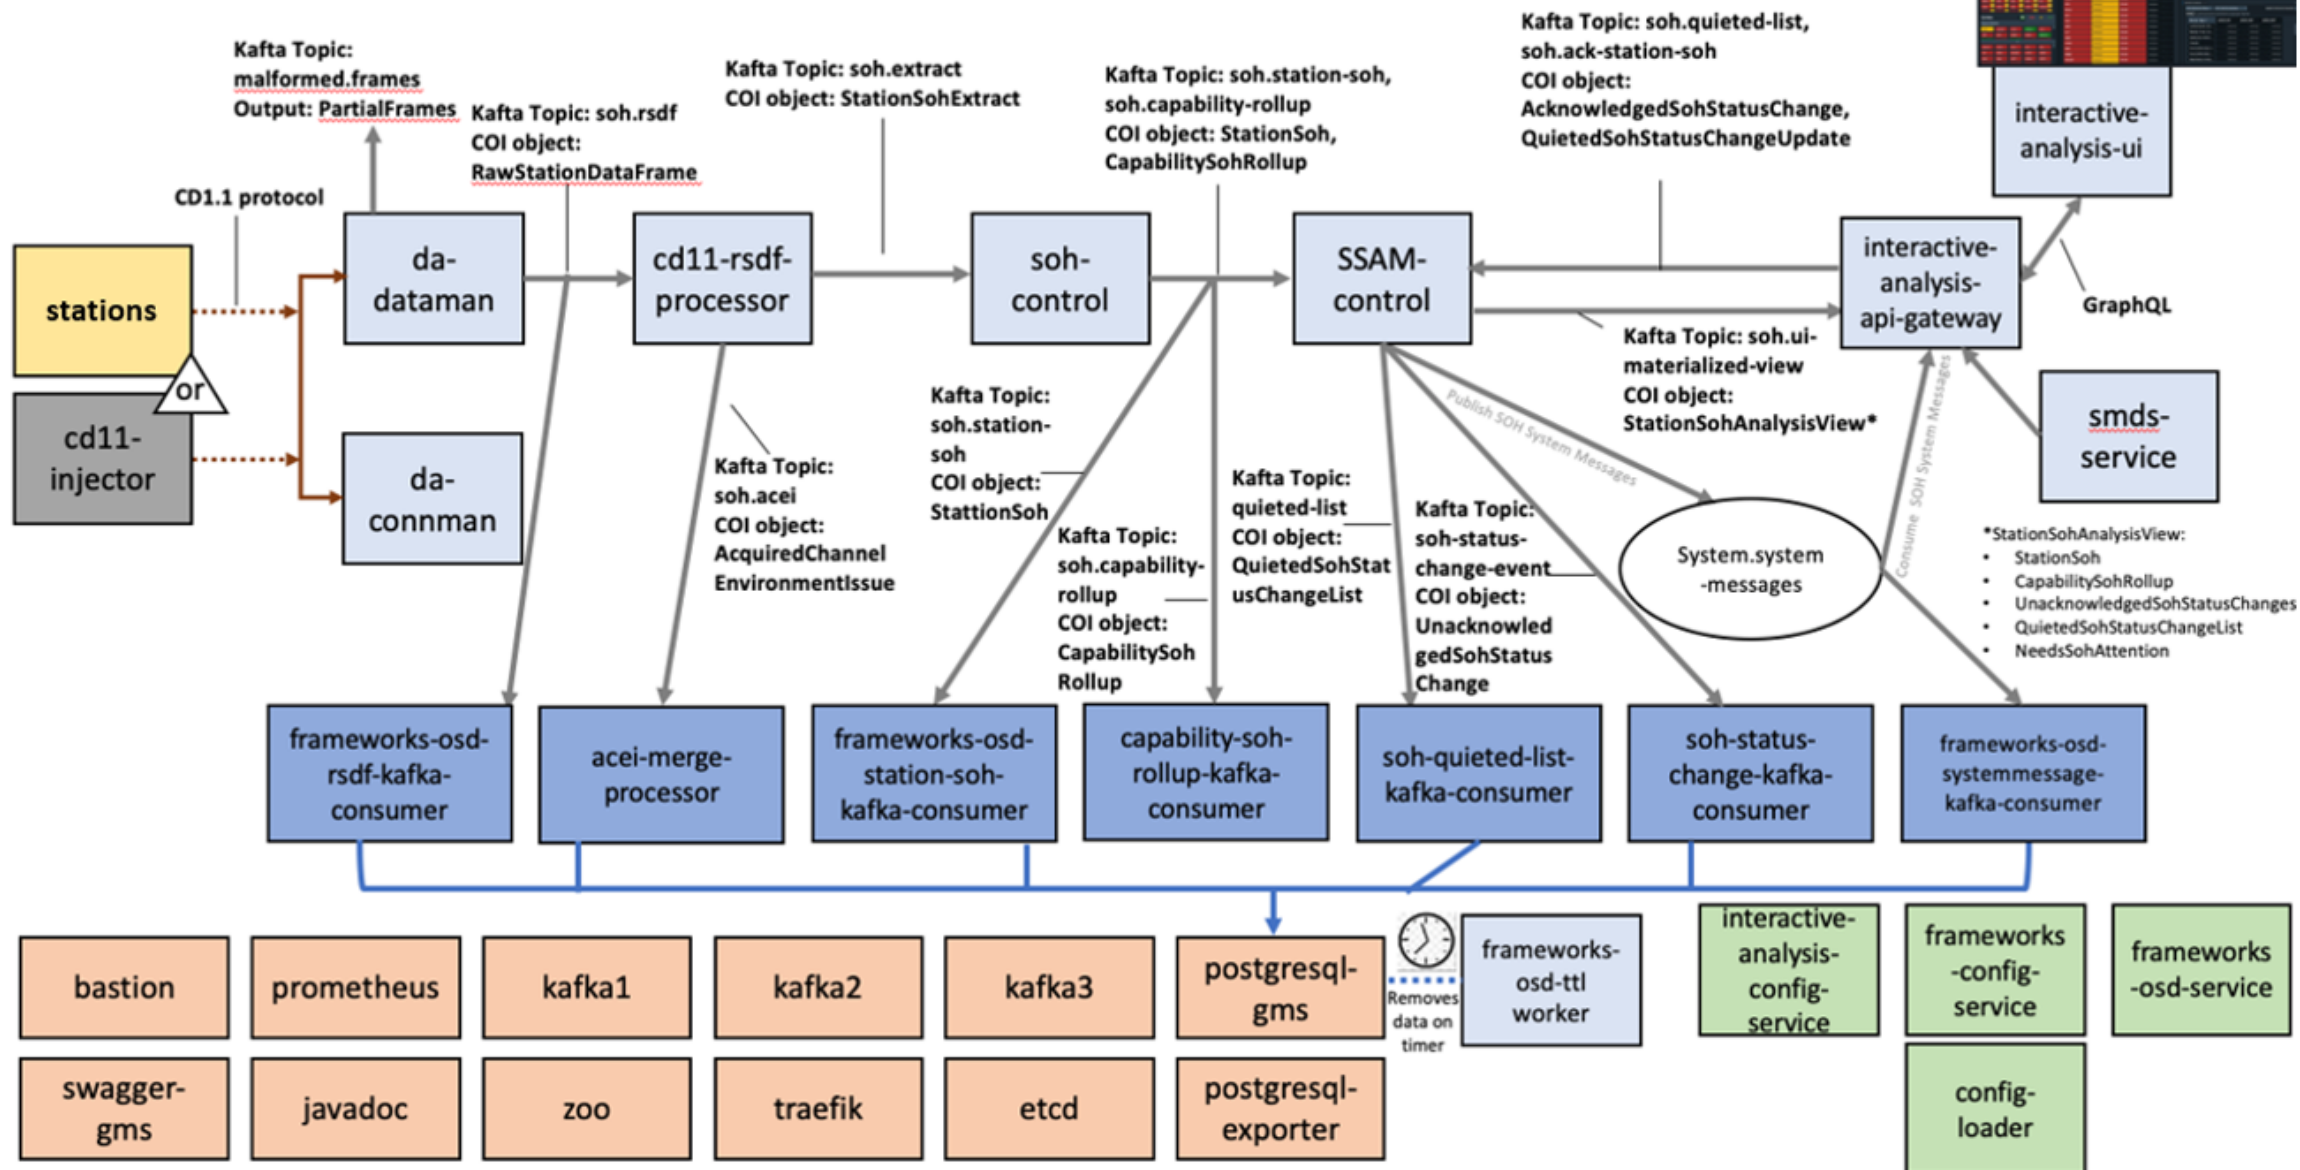 Kafta Topic:
malformed.frames
Output: PartialFrames
Kafta Topic: soh.rsdf
COI object:
RawStationDataFrame
CD1.1 protocol
Kafta Topic: soh.extract
COI object: StationSohExtract
Kafta Topic: soh.station-soh,
soh.capability-rollup
COI object: StationSoh,
CapabilitySohRollup
Kafta Topic: soh.quieted-list,
soh.ack-station-soh
COI object:
AcknowledgedSohStatusChange,
QuietedSohStatusChangeUpdate
interactive-
analysis-ui
stations
or
cd11-
injector
da-
dataman
da-
connman
cd11-rsdf-
processor
soh-
control
SSAM-
control
interactive-
analysis-
api-gateway
GraphQL
smds-
service
Kafta Topic: soh.ui-
materialized-view
COI object:
StationSohAnalysisView*
Publish SOH System Messages
Consume SOH System Messages
Kafta Topic:
soh.acei
COI object:
AcquiredChannel
EnvironmentIssue
Kafta Topic:
soh.station-
soh
COI object:
StattionSoh
Kafta Topic:
soh.capability-
rollup
COI object:
CapabilitySoh
Rollup
Kafta Topic:
quieted-list
COI object:
QuietedSohStat
usChangeList
Kafta Topic:
soh-status-
change-event
COI object:
Unacknowled
gedSohStatus
Change
System.system
-messages
*StationSohAnalysisView:
• StationSoh
• CapabilitySohRollup
• UnacknowledgedSohStatusChanges
• QuietedSohStatusChangeList
• NeedsSohAttention
frameworks-osd-
rsdf-kafka-
consumer
acei-merge-
processor
frameworks-osd-
station-soh-
kafka-consumer
capability-soh-
rollup-kafka-
consumer
soh-quieted-list-
kafka-consumer
soh-status-
change-kafka-
consumer
frameworks-osd-
systemmessage-
kafka-consumer
bastion
prometheus
kafka1
kafka2
kafka3
postgresql-
gms
Removes
data on
timer
frameworks-
osd-ttl
worker
interactive-
analysis-
config-
service
frameworks
-config-
service
frameworks
-osd-service
swagger-
gms
javadoc
zoo
traefik
etcd
postgresql-
exporter
config-
loader